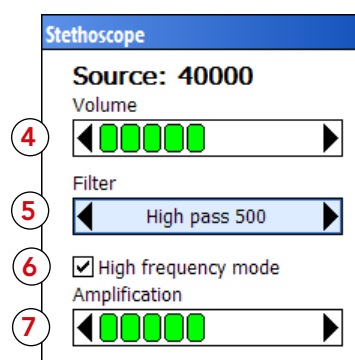 Stethoscope
Source: 40000
Volume
4
Filter
5
High pass 500
6
High frequency mode
Amplification
7